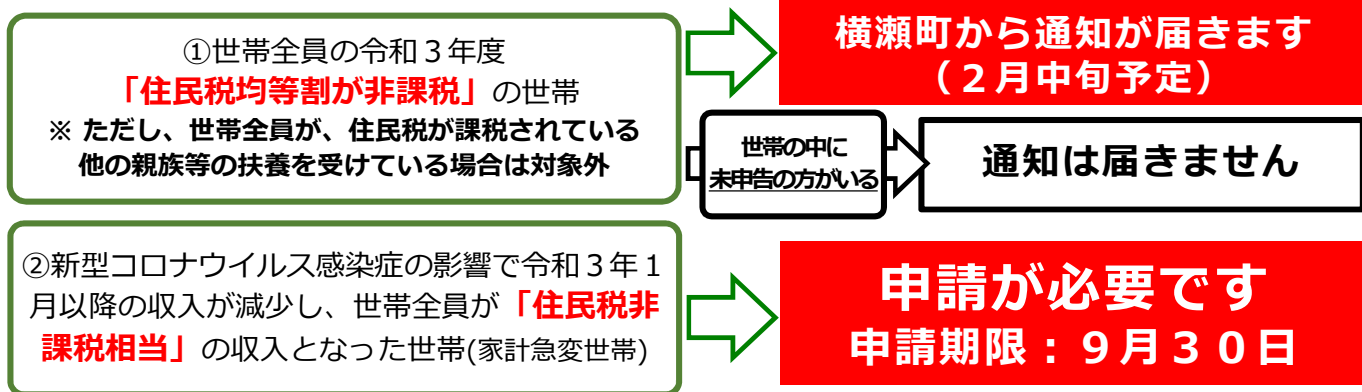 ①世帯全員の令和３年度
「住民税均等割が非課税」の世帯
※ ただし、世帯全員が、住民税が課税されている
他の親族等の扶養を受けている場合は対象外
横瀬町から通知が届きます
（２月中旬予定）
世帯の中に
未申告の方がいる
通知は届きません
②新型コロナウイルス感染症の影響で令和３年１
月以降の収入が減少し、世帯全員が「住民税非
課税相当」の収入となった世帯(家計急変世帯)
申請が必要です
申請期限：９月３０日